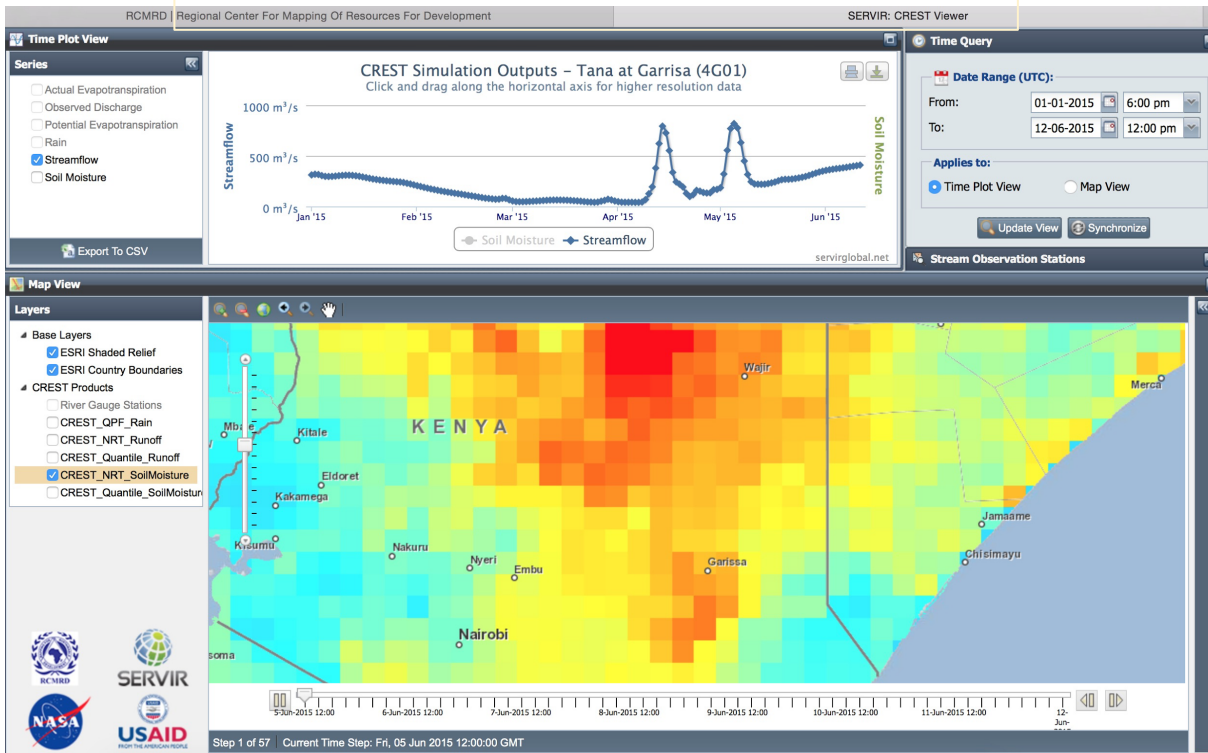 RCMRD | Regional Center For Mapping Of Resources For Development
SERVIR: CREST Viewer
Time Plot View
Series
Actual Evapotranspiration
Observed Discharge
Potential Evapotranspiration
Rain
Streamflow
Soil Moisture
Export To CSV
CREST Simulation Outputs – Tana at Garrisa (4G01)
Click and drag along the horizontal axis for higher resolution data
Streamflow
1000 m³/s
500 m³/s
0 m³/s
Jan '15 Feb '15 Mar '15 Apr '15 May '15 Jun '15
Soil Moisture
Soil Moisture Streamflow
servirglobal.net
Time Query
Date Range (UTC):
From: 01-01-2015 6:00 pm
To: 12-06-2015 12:00 pm
Applies to:
Time Plot View Map View
Update View Synchronize
Stream Observation Stations
Map View
Layers
Base Layers
ESRI Shaded Relief
ESRI Country Boundaries
CREST Products
River Gauge Stations
CREST_QPF_Rain
CREST_NRT_Runoff
CREST_Quantile_Runoff
CREST_NRT_SoilMoisture
CREST_Quantile_SoilMoistur
RCMRD
SERVIR
NASA
USAID
FROM THE AMERICAN PEOPLE
Wajir
Merca
KENYA
Kitale
Eldoret
Kakamega
Jamaame
Kisumu
Nakuru
Nyeri
Embu
Garissa
Chisimayu
Nairobi
soma
5-Jun-2015 12:00 6-Jun-2015 12:00 7-Jun-2015 12:00 8-Jun-2015 12:00 9-Jun-2015 12:00 10-Jun-2015 12:00 11-Jun-2015 12:00 12-
Jun-
Step 1 of 57 Current Time Step: Fri, 05 Jun 2015 12:00:00 GMT